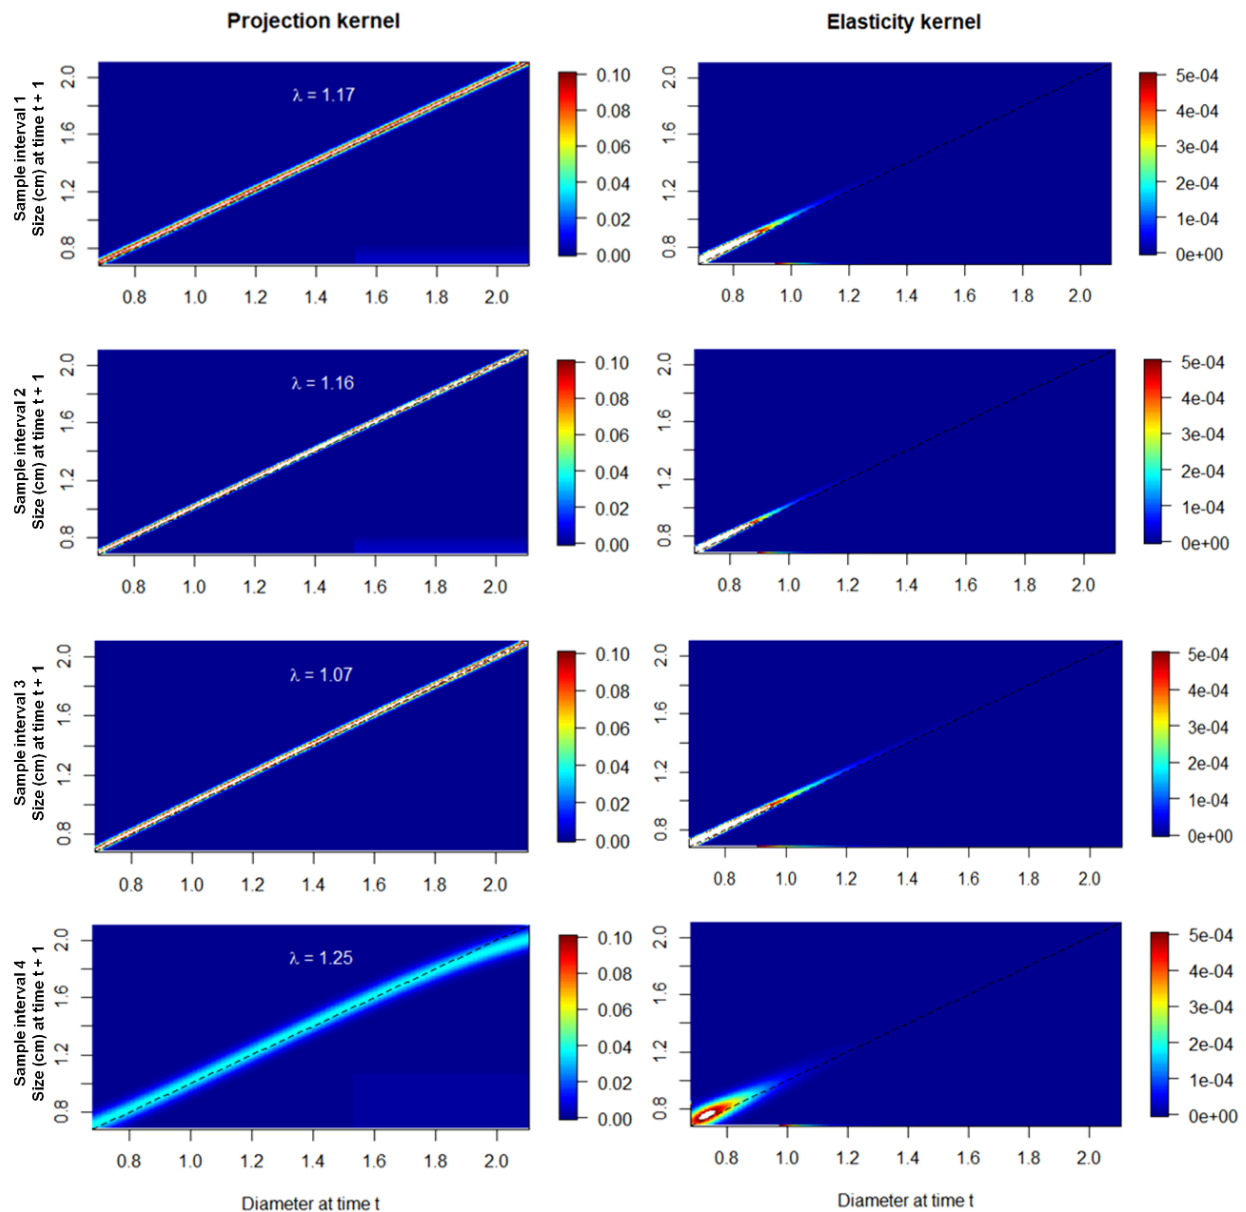 Projection kernel
Elasticity kernel
Sample interval 1
Size (cm) at time t + 1
2.0
1.6
1.2
0.8
λ = 1.17
0.10
0.08
0.06
0.04
0.02
0.00
0.8 1.0 1.2 1.4 1.6 1.8 2.0
2.0
1.6
1.2
0.8
5e-04
4e-04
3e-04
2e-04
1e-04
0e+00
0.8 1.0 1.2 1.4 1.6 1.8 2.0
Sample interval 2
Size (cm) at time t + 1
2.0
1.6
1.2
0.8
λ = 1.16
0.10
0.08
0.06
0.04
0.02
0.00
0.8 1.0 1.2 1.4 1.6 1.8 2.0
2.0
1.6
1.2
0.8
5e-04
4e-04
3e-04
2e-04
1e-04
0e+00
0.8 1.0 1.2 1.4 1.6 1.8 2.0
Sample interval 3
Size (cm) at time t + 1
2.0
1.6
1.2
0.8
λ = 1.07
0.10
0.08
0.06
0.04
0.02
0.00
0.8 1.0 1.2 1.4 1.6 1.8 2.0
2.0
1.6
1.2
0.8
5e-04
4e-04
3e-04
2e-04
1e-04
0e+00
0.8 1.0 1.2 1.4 1.6 1.8 2.0
Sample interval 4
Size (cm) at time t + 1
2.0
1.6
1.2
0.8
λ = 1.25
0.10
0.08
0.06
0.04
0.02
0.00
0.8 1.0 1.2 1.4 1.6 1.8 2.0
2.0
1.6
1.2
0.8
5e-04
4e-04
3e-04
2e-04
1e-04
0e+00
0.8 1.0 1.2 1.4 1.6 1.8 2.0
Diameter at time t
Diameter at time t